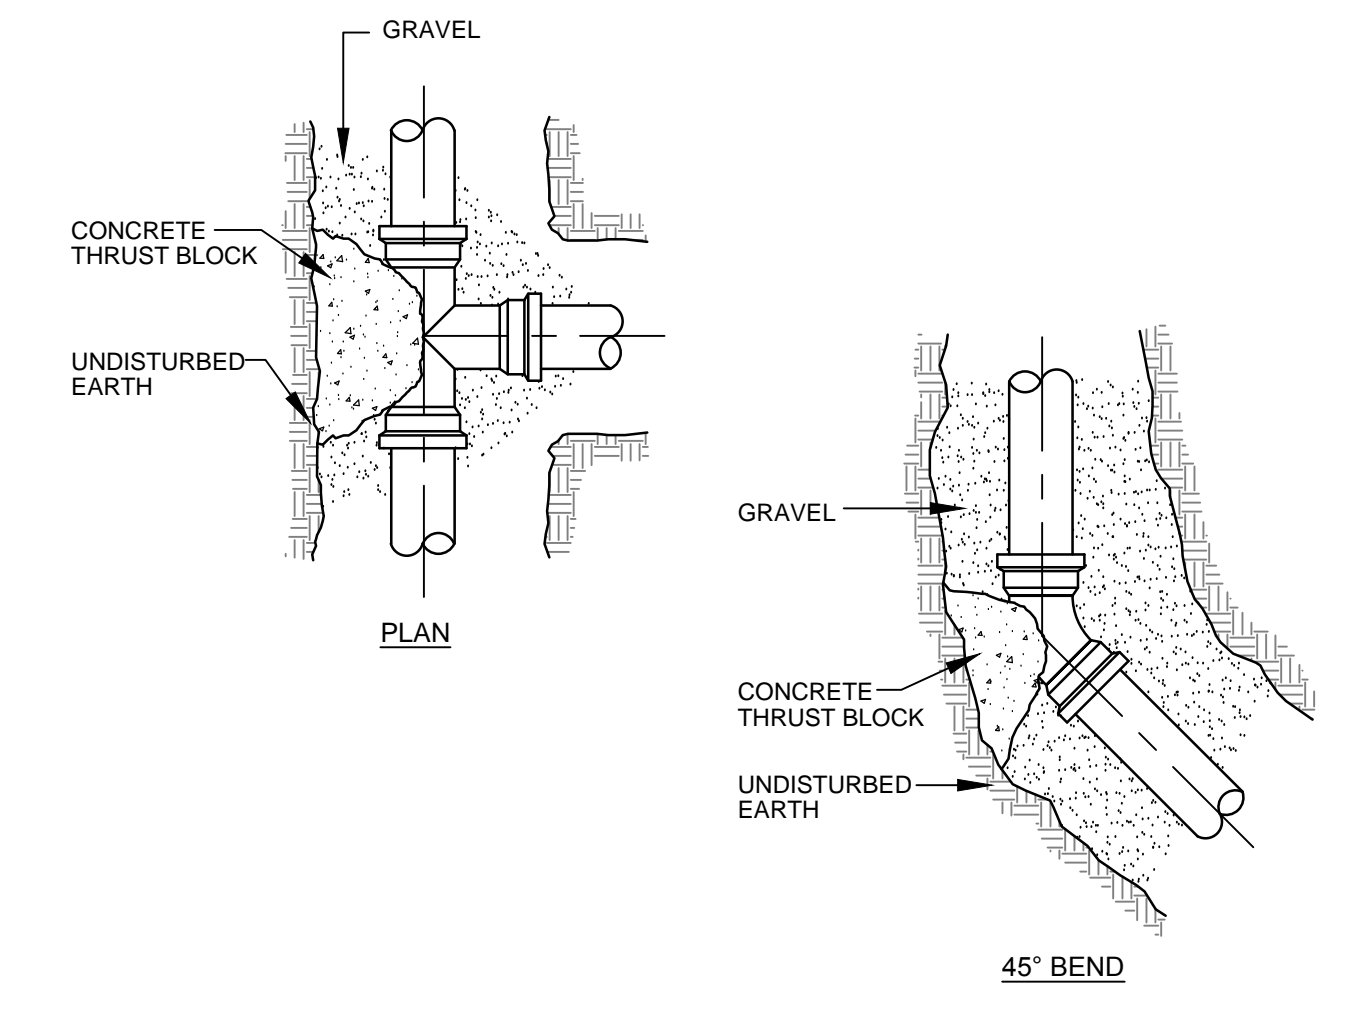 GRAVEL
CONCRETE
THRUST BLOCK
UNDISTURBED
EARTH
PLAN
GRAVEL
CONCRETE
THRUST BLOCK
UNDISTURBED
EARTH
45° BEND